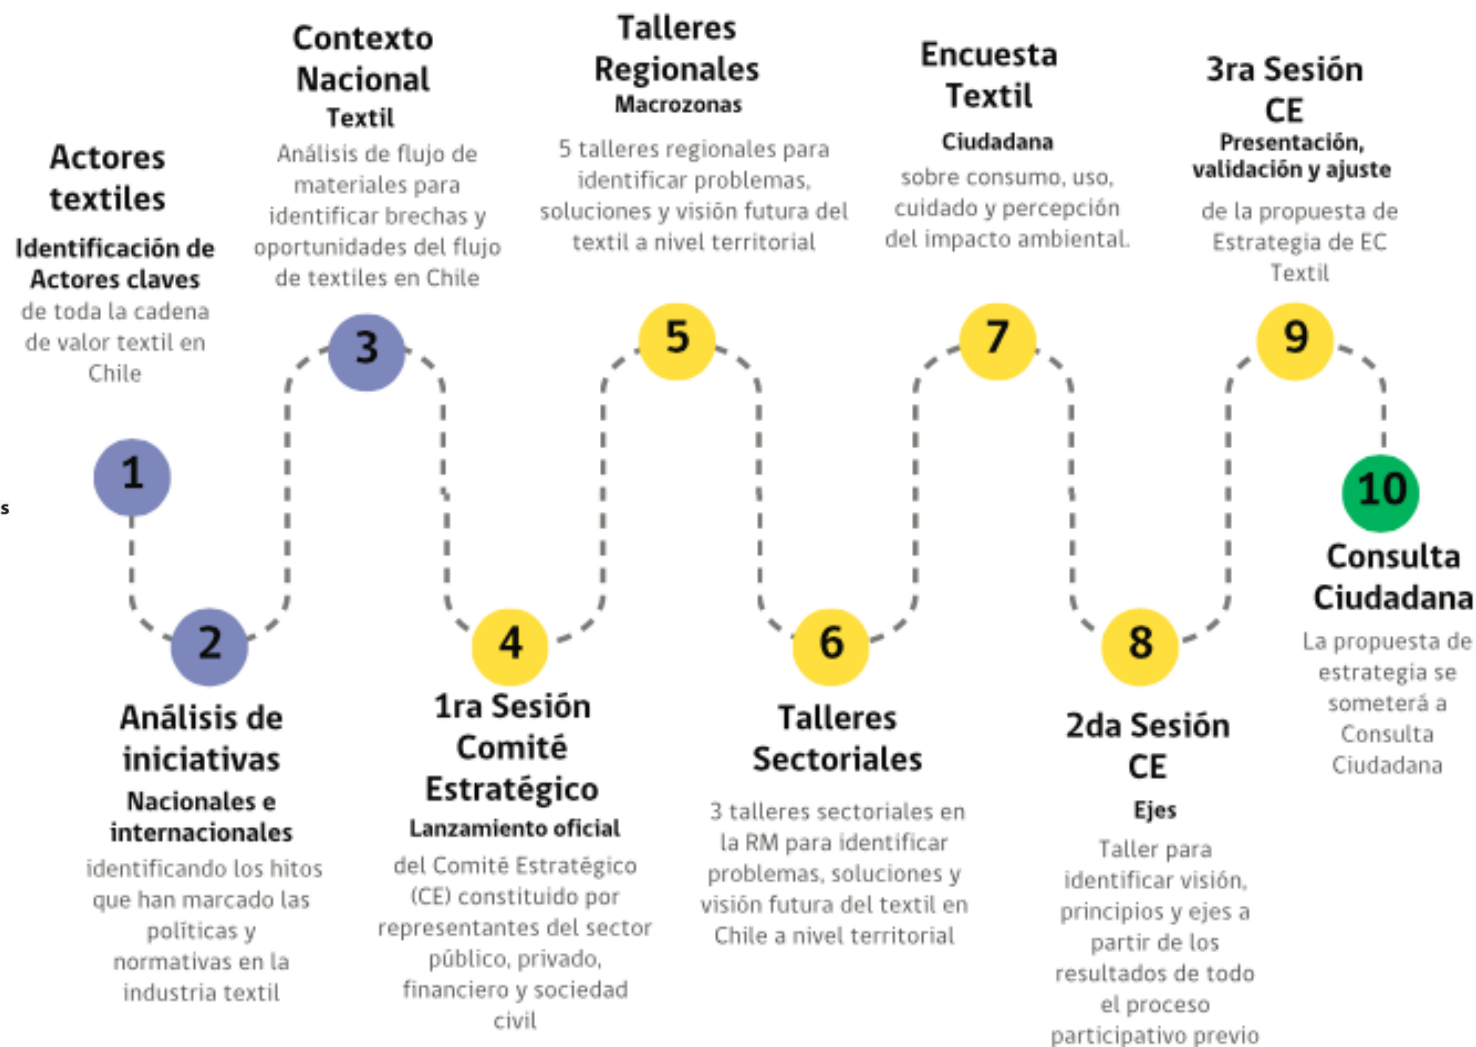 Actores
textiles
Identificación de
Actores claves
de toda la cadena
de valor textil en
Chile
1
s
2
Análisis de
iniciativas
Nacionales e
internacionales
identificando los hitos
que han marcado las
políticas y
normativas en la
industria textil
Contexto
Nacional
Textil
Análisis de flujo de
materiales para
identificar brechas y
oportunidades del flujo
de textiles en Chile
3
4
1ra Sesión
Comité
Estratégico
Lanzamiento oficial
del Comité Estratégico
(CE) constituido por
representantes del sector
público, privado,
financiero y sociedad
civil
Talleres
Regionales
Macrozonas
5 talleres regionales para
identificar problemas,
soluciones y visión futura del
textil a nivel territorial
5
6
Talleres
Sectoriales
3 talleres sectoriales en
la RM para identificar
problemas, soluciones y
visión futura del textil en
Chile a nivel territorial
Encuesta
Textil
Ciudadana
sobre consumo, uso,
cuidado y percepción
del impacto ambiental.
7
8
2da Sesión
CE
Ejes
Taller para
identificar visión,
principios y ejes a
partir de los
resultados de todo
el proceso
participativo previo
3ra Sesión
CE
Presentación,
validación y ajuste
de la propuesta de
Estrategia de EC
Textil
9
10
Consulta
Ciudadana
La propuesta de
estrategia se
someterá a
Consulta
Ciudadana